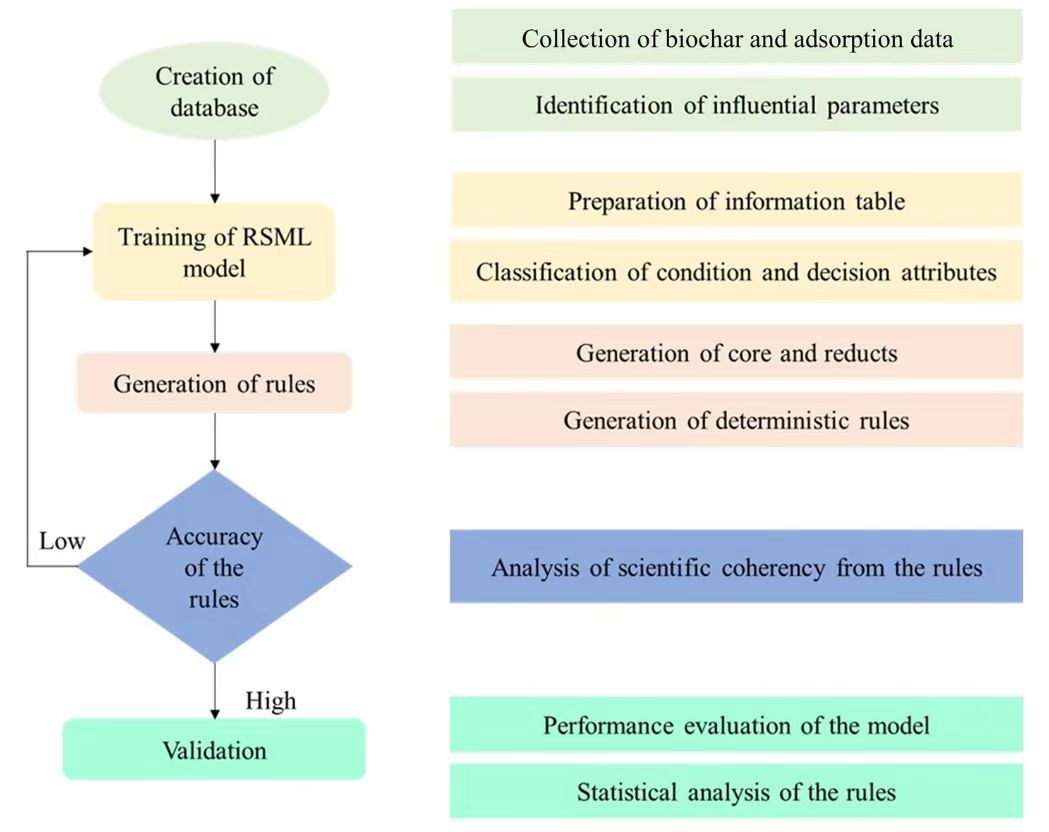 Creation of
database
Collection of biochar and adsorption data
Identification of influential parameters
Training of RSML
model
Preparation of information table
Classification of condition and decision attributes
Generation of rules
Generation of core and reducts
Generation of deterministic rules
Low
Accuracy
of the
rules
Analysis of scientific coherency from the rules
High
Validation
Performance evaluation of the model
Statistical analysis of the rules